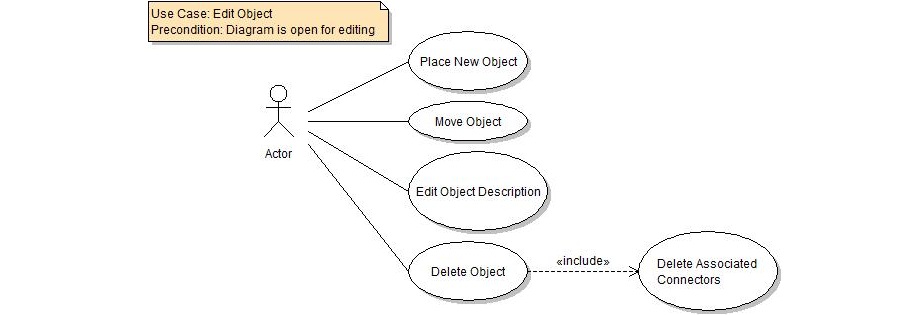 Use Case: Edit Object
Precondition: Diagram is open for editing
Place New Object
Move Object
Actor
Edit Object Description
Delete Object
«include»
Delete Associated
Connectors